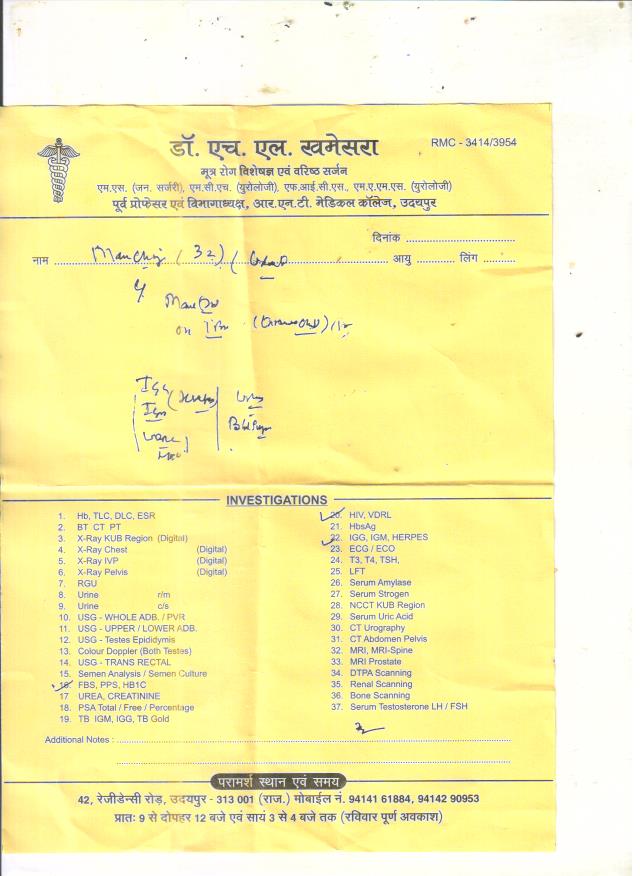 डॉ. एच. एल. खमेसरा
RMC - 3414/3954
मूत्र रोग विशेषज्ञ एवं वरिष्ठ सर्जन
एम.एस. (जन. सर्जरी), एम.सी.एच. (युरोलोजी), एफ.आई.सी.एस., एम.ए.एम.एस. (युरोलोजी)
पूर्व प्रोफेसर एवं विभागाध्यक्ष, आर.एन.टी. मेडिकल कॉलेज, उदयपुर
दिनांक
नाम (32) आयु लिंग
INVESTIGATIONS
1. Hb, TLC, DLC, ESR
2. BT CT PT
3. X-Ray KUB Region (Digital)
4. X-Ray Chest (Digital)
5. X-Ray IVP (Digital)
6. X-Ray Pelvis (Digital)
7. RGU
8. Urine r/m
9. Urine c/s
10. USG - WHOLE ADB. / PVR
11. USG - UPPER / LOWER ADB.
12. USG - Testes Epididymis
13. Colour Doppler (Both Testes)
14. USG - TRANS RECTAL
15. Semen Analysis / Semen Culture
16. FBS, PPS, HB1C
17 UREA, CREATININE
18. PSA Total / Free / Percentage
19. TB IGM, IGG, TB Gold
20. HIV, VDRL
21. HbsAg
22. IGG, IGM, HERPES
23. ECG / ECO
24. T3, T4, TSH,
25. LFT
26. Serum Amylase
27. Serum Strogen
28. NCCT KUB Region
29. Serum Uric Acid
30. CT Urography
31. CT Abdomen Pelvis
32. MRI, MRI-Spine
33. MRI Prostate
34. DTPA Scanning
35. Renal Scanning
36. Bone Scanning
37. Serum Testosterone LH / FSH
Additional Notes :
परामर्श स्थान एवं समय
42, रेजीडेन्सी रोड़, उदयपुर - 313 001 (राज.) मोबाईल नं. 94141 61884, 94142 90953
प्रातः 9 से दोपहर 12 बजे एवं सायं 3 से 4 बजे तक (रविवार पूर्ण अवकाश)